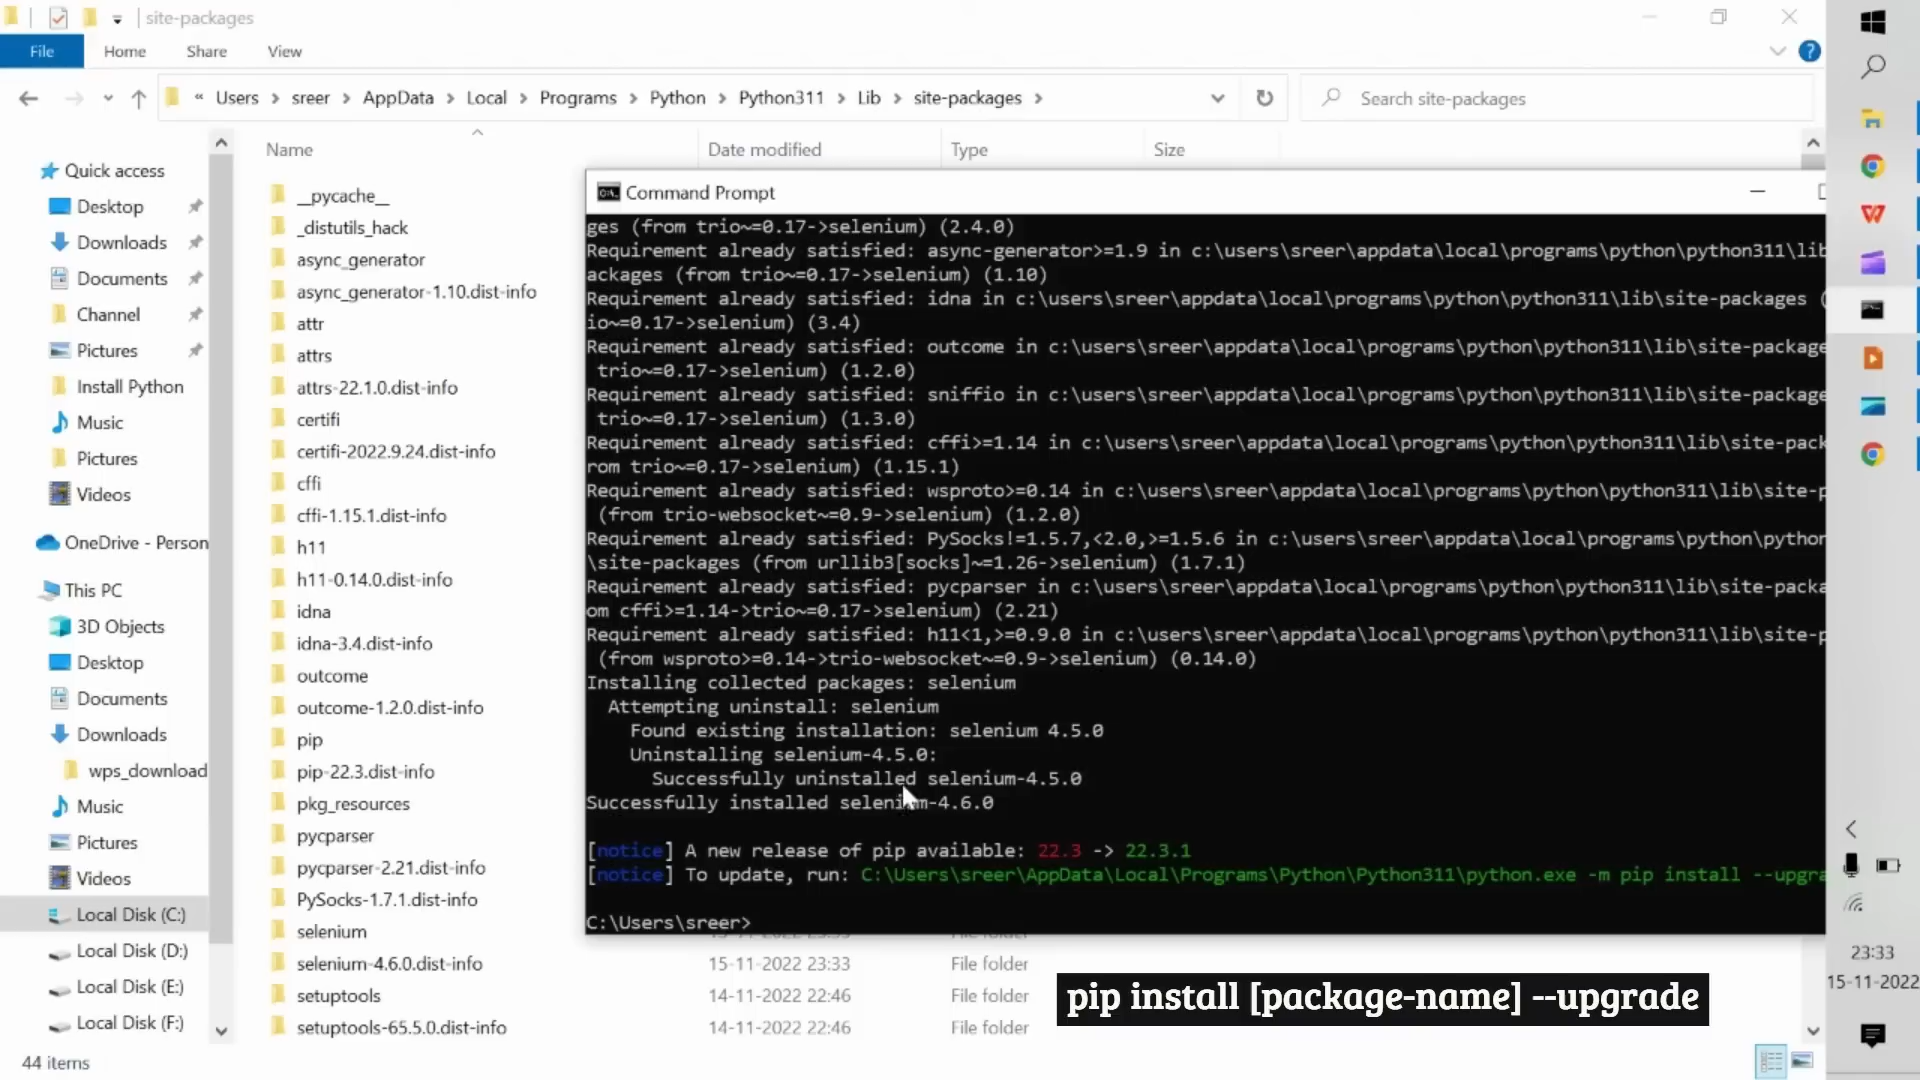 site-packages
File
Home
Share
View
« Users › sreer › AppData › Local › Programs › Python › Python311 › Lib › site-packages ›
Search site-packages
Name
Date modified
Type
Size
Quick access
Desktop
Downloads
Documents
Channel
Pictures
Install Python
Music
Pictures
Videos
OneDrive - Person
This PC
3D Objects
Desktop
Documents
Downloads
wps_download
Music
Pictures
Videos
Local Disk (C:)
Local Disk (D:)
Local Disk (E:)
Local Disk (F:)
__pycache__
_distutils_hack
async_generator
async_generator-1.10.dist-info
attr
attrs
attrs-22.1.0.dist-info
certifi
certifi-2022.9.24.dist-info
cffi
cffi-1.15.1.dist-info
h11
h11-0.14.0.dist-info
idna
idna-3.4.dist-info
outcome
outcome-1.2.0.dist-info
pip
pip-22.3.dist-info
pkg_resources
pycparser
pycparser-2.21.dist-info
PySocks-1.7.1.dist-info
selenium
selenium-4.6.0.dist-info 15-11-2022 23:33 File folder
setuptools 14-11-2022 22:46 File folder
setuptools-65.5.0.dist-info 14-11-2022 22:46 File folder
Command Prompt
ges (from trio~=0.17->selenium) (2.4.0)
Requirement already satisfied: async-generator>=1.9 in c:\users\sreer\appdata\local\programs\python\python311\lib
ackages (from trio~=0.17->selenium) (1.10)
Requirement already satisfied: idna in c:\users\sreer\appdata\local\programs\python\python311\lib\site-packages (
io~=0.17->selenium) (3.4)
Requirement already satisfied: outcome in c:\users\sreer\appdata\local\programs\python\python311\lib\site-package
trio~=0.17->selenium) (1.2.0)
Requirement already satisfied: sniffio in c:\users\sreer\appdata\local\programs\python\python311\lib\site-package
trio~=0.17->selenium) (1.3.0)
Requirement already satisfied: cffi>=1.14 in c:\users\sreer\appdata\local\programs\python\python311\lib\site-pack
rom trio~=0.17->selenium) (1.15.1)
Requirement already satisfied: wsproto>=0.14 in c:\users\sreer\appdata\local\programs\python\python311\lib\site-p
(from trio-websocket~=0.9->selenium) (1.2.0)
Requirement already satisfied: PySocks!=1.5.7,<2.0,>=1.5.6 in c:\users\sreer\appdata\local\programs\python\python
\site-packages (from urllib3[socks]~=1.26->selenium) (1.7.1)
Requirement already satisfied: pycparser in c:\users\sreer\appdata\local\programs\python\python311\lib\site-packa
om cffi>=1.14->trio~=0.17->selenium) (2.21)
Requirement already satisfied: h11<1,>=0.9.0 in c:\users\sreer\appdata\local\programs\python\python311\lib\site-p
(from wsproto>=0.14->trio-websocket~=0.9->selenium) (0.14.0)
Installing collected packages: selenium
Attempting uninstall: selenium
Found existing installation: selenium 4.5.0
Uninstalling selenium-4.5.0:
Successfully uninstalled selenium-4.5.0
Successfully installed selenium-4.6.0
[notice] A new release of pip available: 22.3 -> 22.3.1
[notice] To update, run: C:\Users\sreer\AppData\Local\Programs\Python\Python311\python.exe -m pip install --upgra
C:\Users\sreer>
pip install [package-name] --upgrade
44 items
23:33
15-11-2022